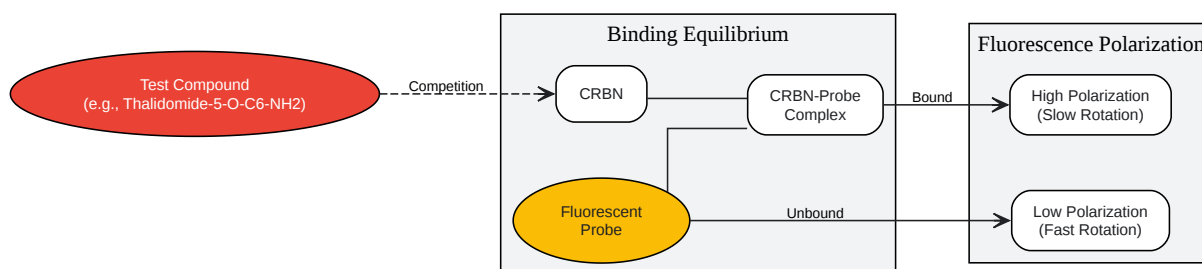 Binding Equilibrium
Fluorescence Polarization
Test Compound
(e.g., Thalidomide-5-O-C6-NH2)
Competition
CRBN
CRBN-Probe
Complex
Bound
High Polarization
(Slow Rotation)
Fluorescent
Probe
Unbound
Low Polarization
(Fast Rotation)